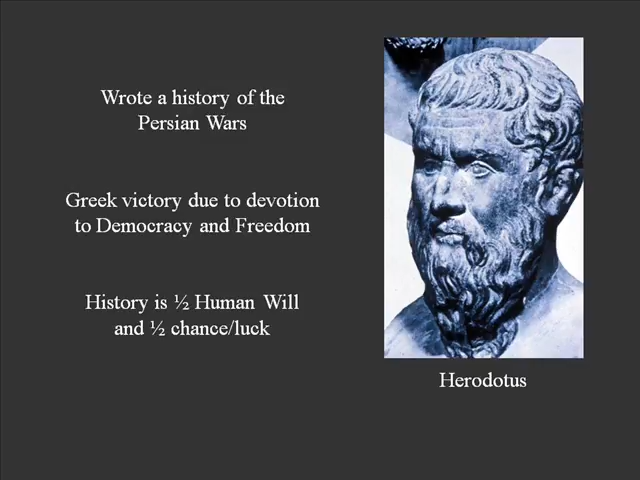 Wrote a history of the
Persian Wars
Greek victory due to devotion
to Democracy and Freedom
History is ½ Human Will
and ½ chance/luck
Herodotus